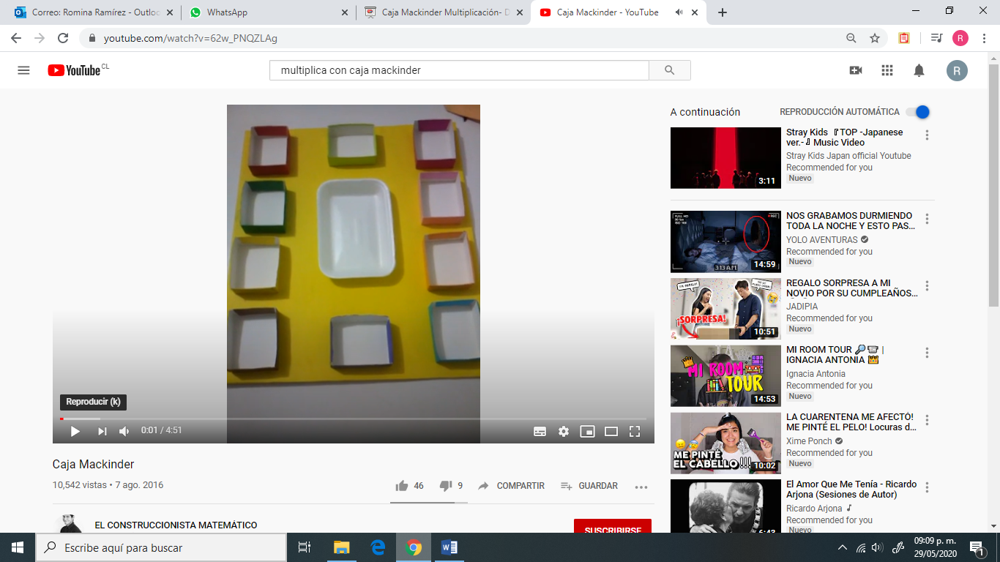 Correo: Romina Ramírez - Outloo
WhatsApp
Caja Mackinder Multiplicación- D
Caja Mackinder - YouTube
youtube.com/watch?v=62w_PNQZLAg
R
YouTube CL
multiplica con caja mackinder
R
A continuación
REPRODUCCIÓN AUTOMÁTICA
Stray Kids 『TOP -Japanese
ver.-』 Music Video
Stray Kids Japan official Youtube
Recommended for you
Nuevo
3:11
NOS GRABAMOS DURMIENDO
TODA LA NOCHE Y ESTO PAS...
YOLO AVENTURAS
Recommended for you
Nuevo
REC
3:13 AM
14:59
REGALO SORPRESA A MI
NOVIO POR SU CUMPLEAÑOS...
JADIPIA
Recommended for you
Nuevo
¡SORPRESA!
10:51
MI ROOM TOUR 🔎📼 |
IGNACIA ANTONIA 👑
Ignacia Antonia
Recommended for you
Nuevo
MI ROOM
TOUR
14:53
LA CUARENTENA ME AFECTÓ!
ME PINTÉ EL PELO! Locuras d...
Xime Ponch
Recommended for you
Nuevo
ME PINTÉ
EL CABELLO!!!
10:02
El Amor Que Me Tenía - Ricardo
Arjona (Sesiones de Autor)
Ricardo Arjona
Recommended for you
Nuevo
6:43
Reproducir (k)
0:01 / 4:51
Caja Mackinder
10,542 vistas • 7 ago. 2016
46
9
COMPARTIR
GUARDAR
EL CONSTRUCCIONISTA MATEMÁTICO
SUSCRIBIRSE
Escribe aquí para buscar
09:09 p. m.
29/05/2020
1